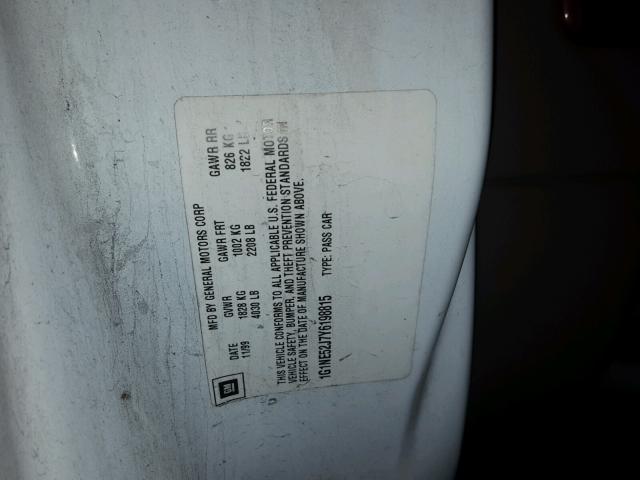 MFD BY GENERAL MOTORS CORP
DATE GVWR GAWR FRT GAWR RR
11/99 1828 KG 1002 KG 826 KG
4030 LB 2208 LB 1822 LB
THIS VEHICLE CONFORMS TO ALL APPLICABLE U.S. FEDERAL MOTOR
VEHICLE SAFETY, BUMPER, AND THEFT PREVENTION STANDARDS IN
EFFECT ON THE DATE OF MANUFACTURE SHOWN ABOVE.
1G1NE52J7Y6198815 TYPE: PASS CAR
GM